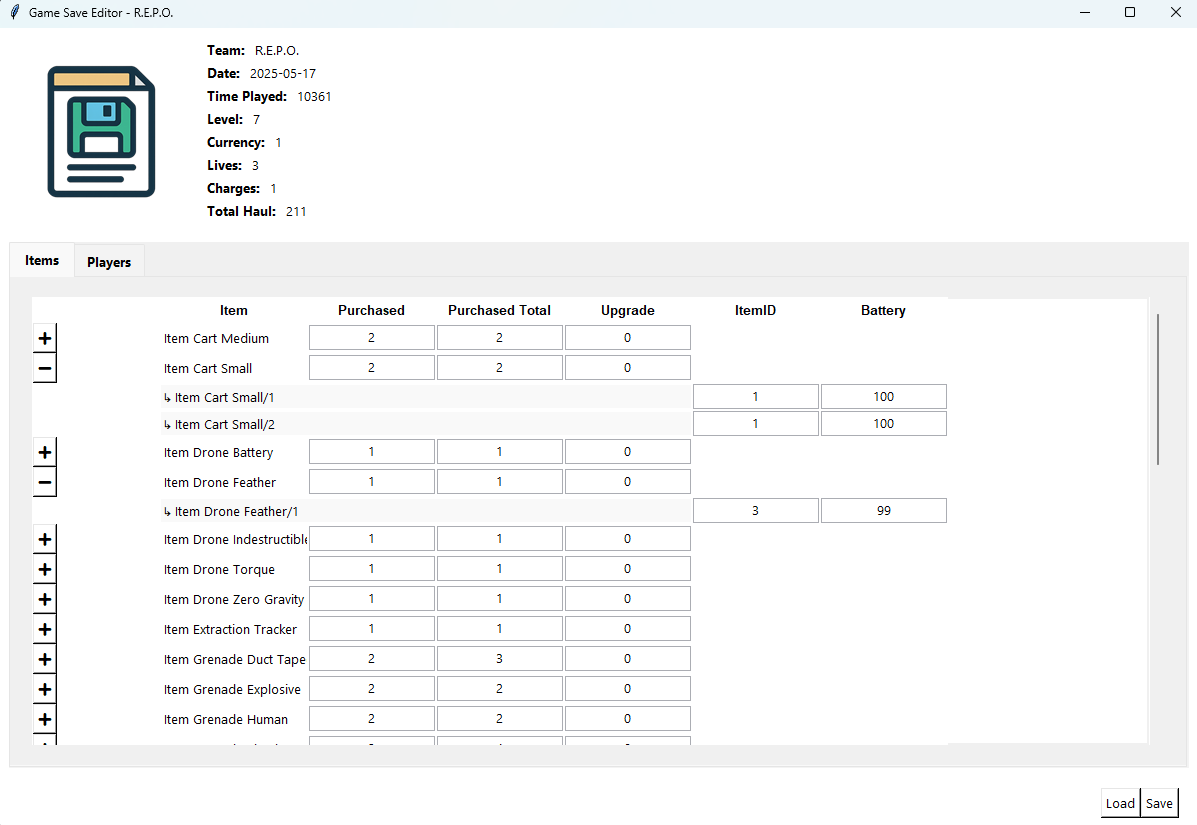 Game Save Editor - R.E.P.O.
Team: R.E.P.O.
Date: 2025-05-17
Time Played: 10361
Level: 7
Currency: 1
Lives: 3
Charges: 1
Total Haul: 211
Items Players
Item Purchased Purchased Total Upgrade ItemID Battery
+ Item Cart Medium 2 2 0
− Item Cart Small 2 2 0
↳ Item Cart Small/1 1 100
↳ Item Cart Small/2 1 100
+ Item Drone Battery 1 1 0
− Item Drone Feather 1 1 0
↳ Item Drone Feather/1 3 99
+ Item Drone Indestructible 1 1 0
+ Item Drone Torque 1 1 0
+ Item Drone Zero Gravity 1 1 0
+ Item Extraction Tracker 1 1 0
+ Item Grenade Duct Tape 2 3 0
+ Item Grenade Explosive 2 2 0
+ Item Grenade Human 2 2 0
Load Save